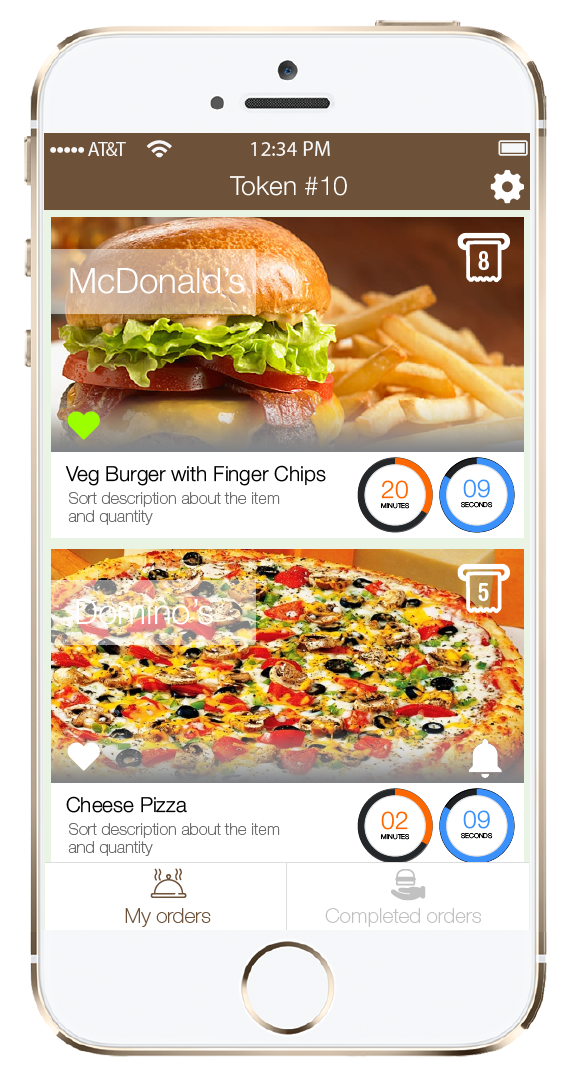 AT&T 12:34 PM
Token #10
8
McDonald's
Veg Burger with Finger Chips
Sort description about the item
and quantity
20
MINUTES
09
SECONDS
5
Domino's
Cheese Pizza
Sort description about the item
and quantity
02
MINUTES
09
SECONDS
My orders
Completed orders